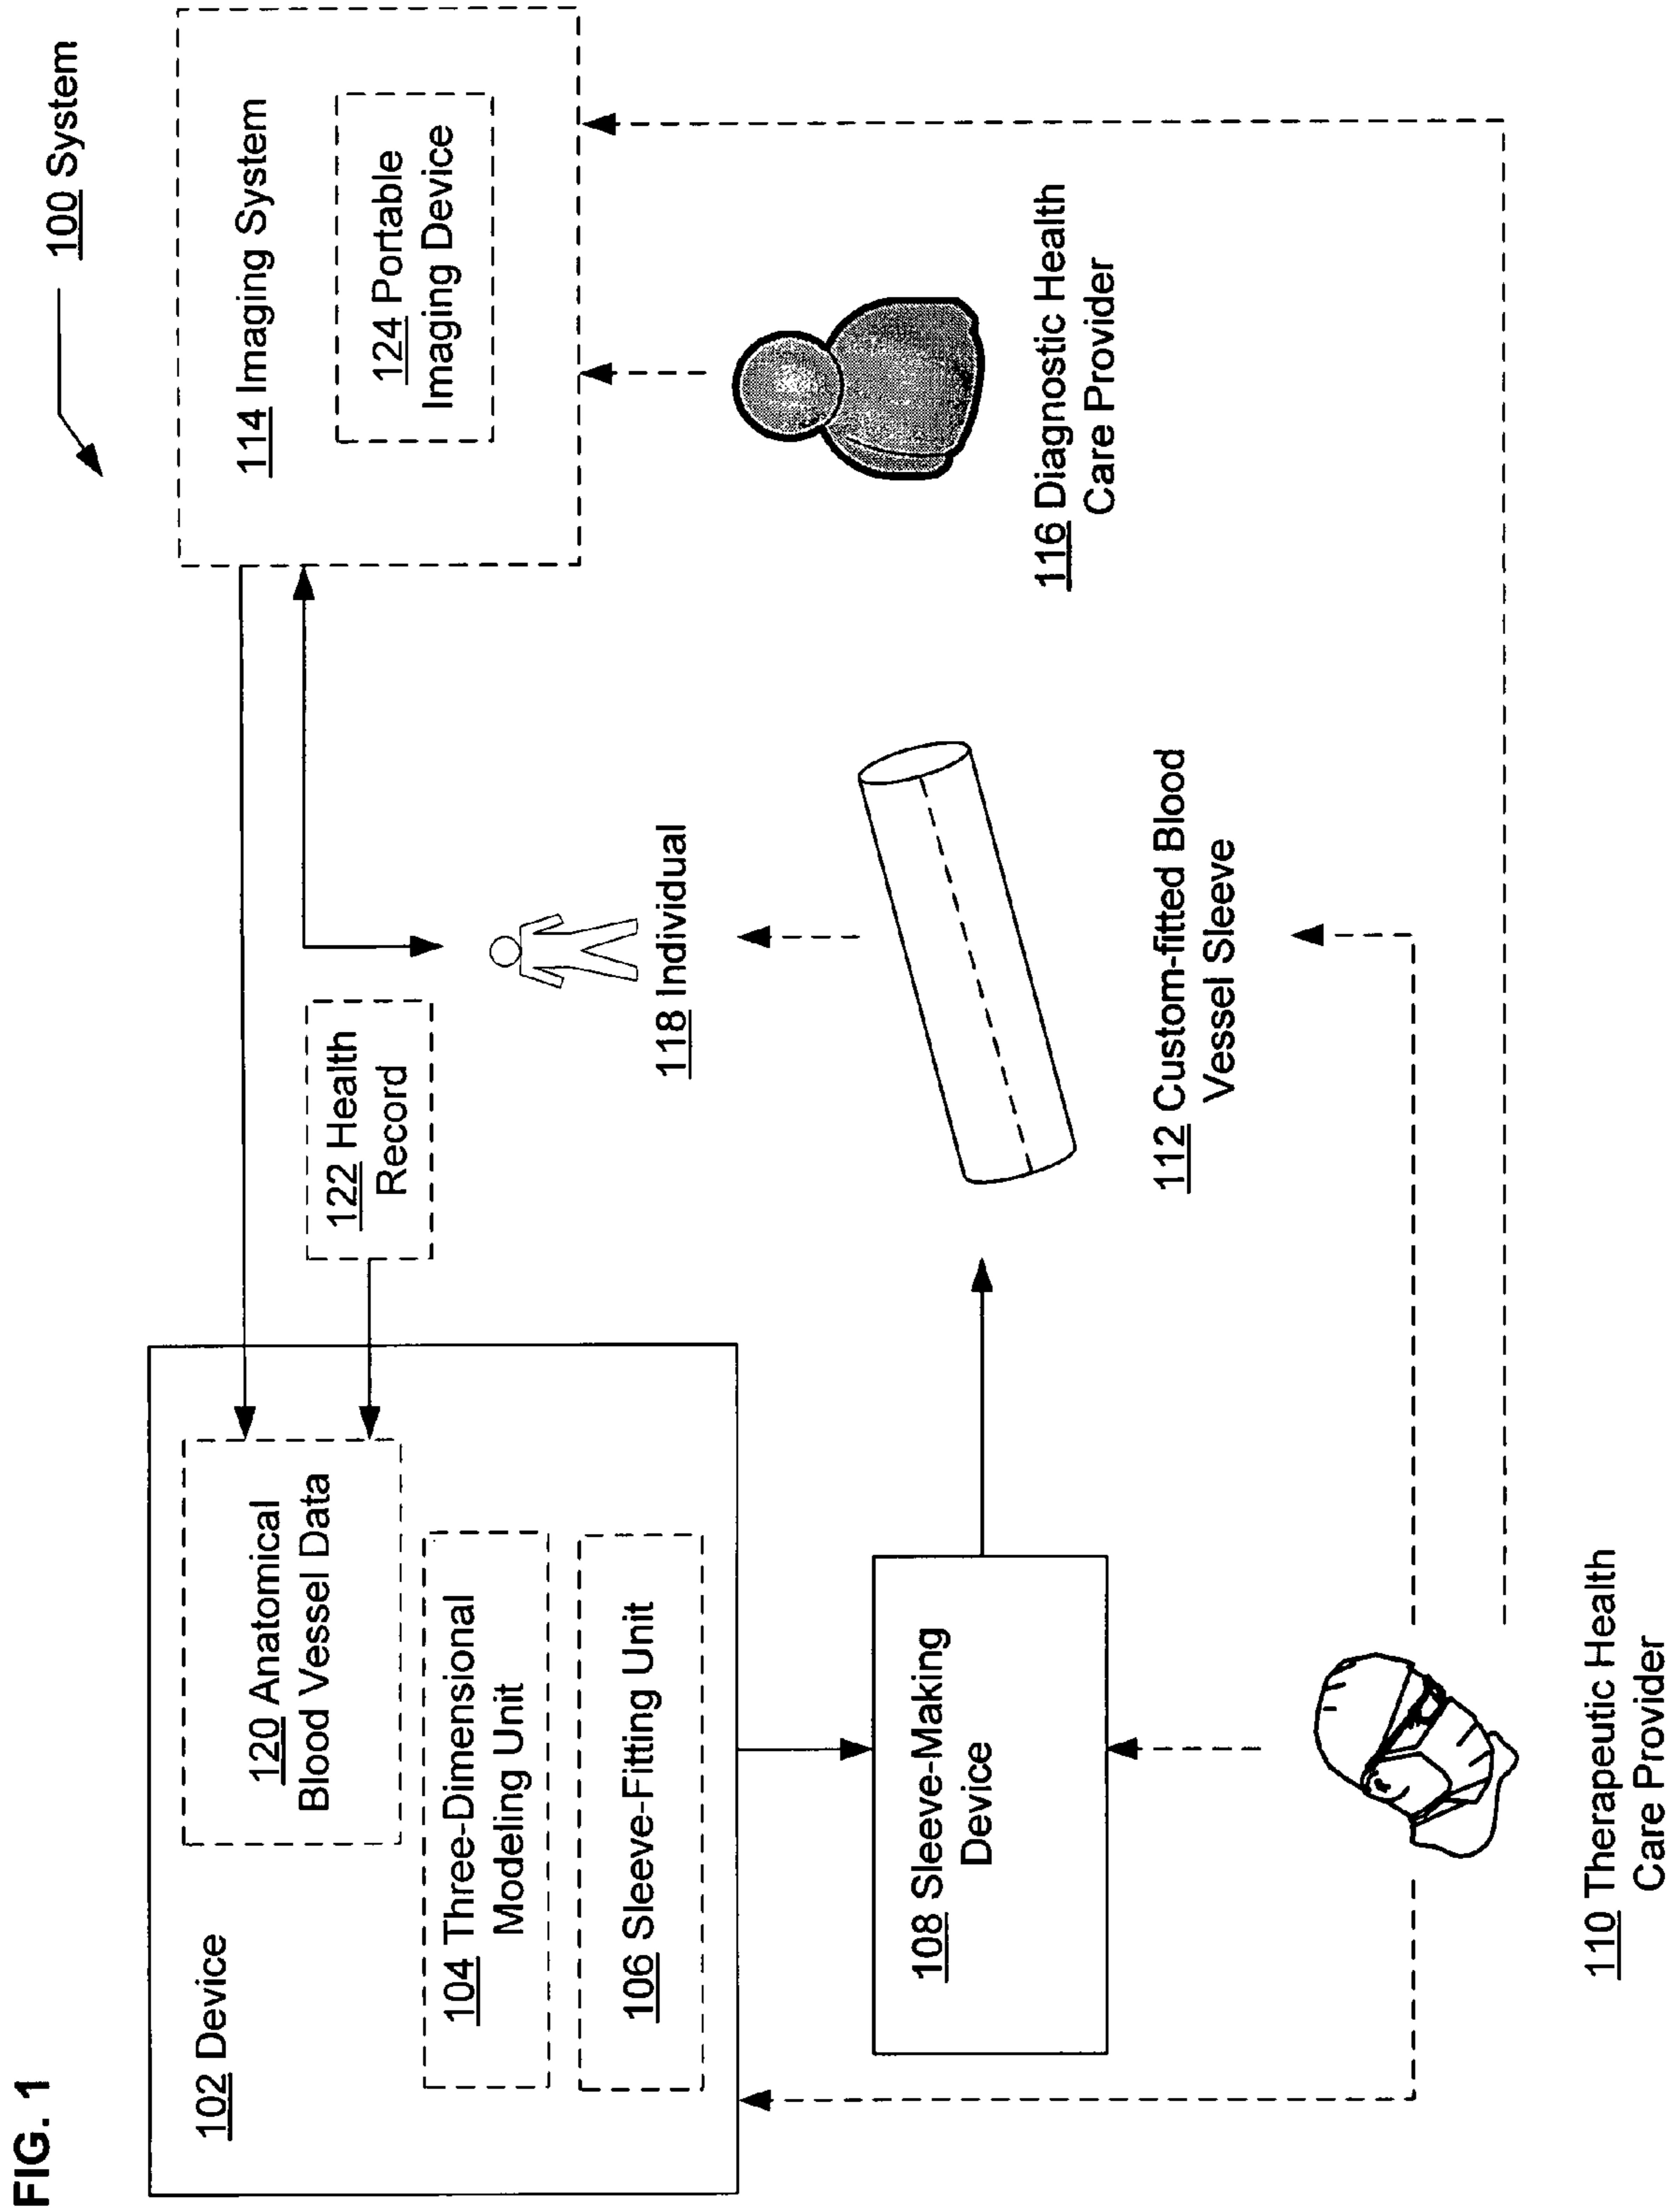 FIG. 1
100 System
102 Device
120 Anatomical
Blood Vessel Data
104 Three-Dimensional
Modeling Unit
106 Sleeve-Fitting Unit
122 Health
Record
114 Imaging System
124 Portable
Imaging Device
118 Individual
108 Sleeve-Making
Device
112 Custom-fitted Blood
Vessel Sleeve
116 Diagnostic Health
Care Provider
110 Therapeutic Health
Care Provider